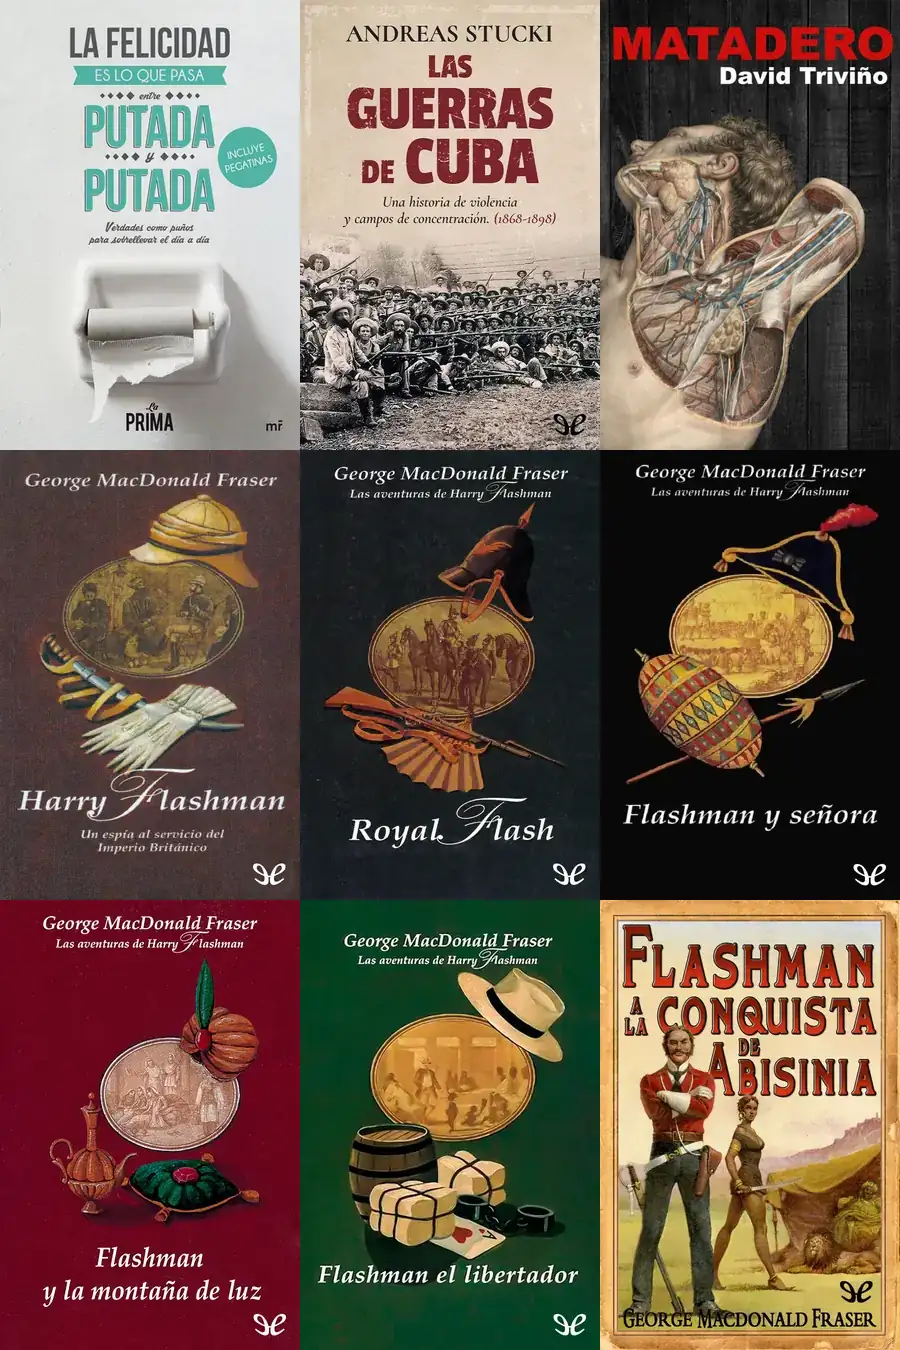 LA FELICIDAD
ES LO QUE PASA
entre
PUTADA
y
PUTADA
INCLUYE
PEGATINAS
Verdades como puños
para sobrellevar el día a día
La
PRIMA
mr
ANDREAS STUCKI
LAS
GUERRAS
DE CUBA
Una historia de violencia
y campos de concentración. (1868-1898)
MATADERO
David Triviño
George MacDonald Fraser
Harry Flashman
Un espía al servicio del
Imperio Británico
George MacDonald Fraser
Las aventuras de Harry Flashman
Royal Flash
George MacDonald Fraser
Las aventuras de Harry Flashman
Flashman y señora
George MacDonald Fraser
Las aventuras de Harry Flashman
Flashman
y la montaña de luz
George MacDonald Fraser
Las aventuras de Harry Flashman
A
Flashman el libertador
FLASHMAN
A LA CONQUISTA
DE
ABISINIA
GEORGE MACDONALD FRASER